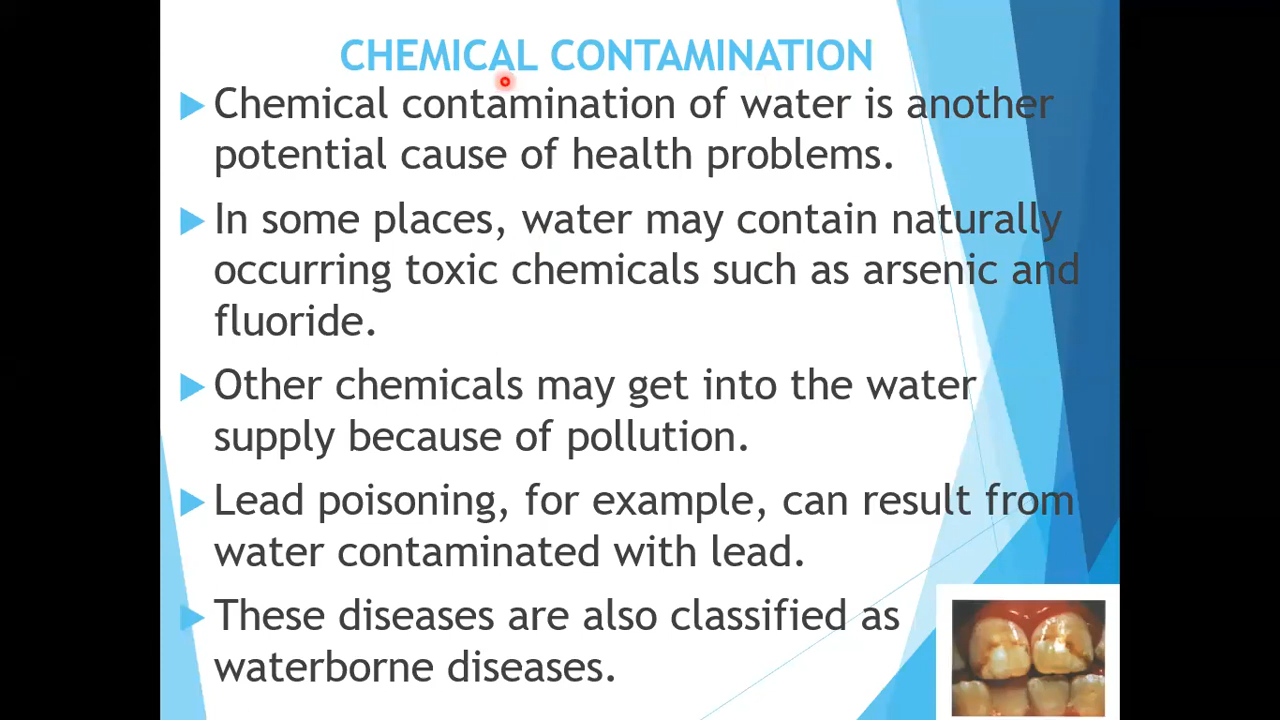 CHEMICAL CONTAMINATION
Chemical contamination of water is another
potential cause of health problems.
In some places, water may contain naturally
occurring toxic chemicals such as arsenic and
fluoride.
Other chemicals may get into the water
supply because of pollution.
Lead poisoning, for example, can result from
water contaminated with lead.
These diseases are also classified as
waterborne diseases.